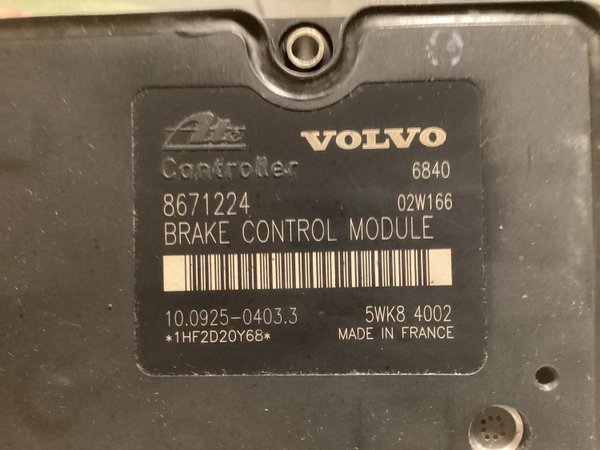 Ate VOLVO
Controller 6840
8671224 02W166
BRAKE CONTROL MODULE
10.0925-0403.3 5WK8 4002
*1HF2D20Y68* MADE IN FRANCE